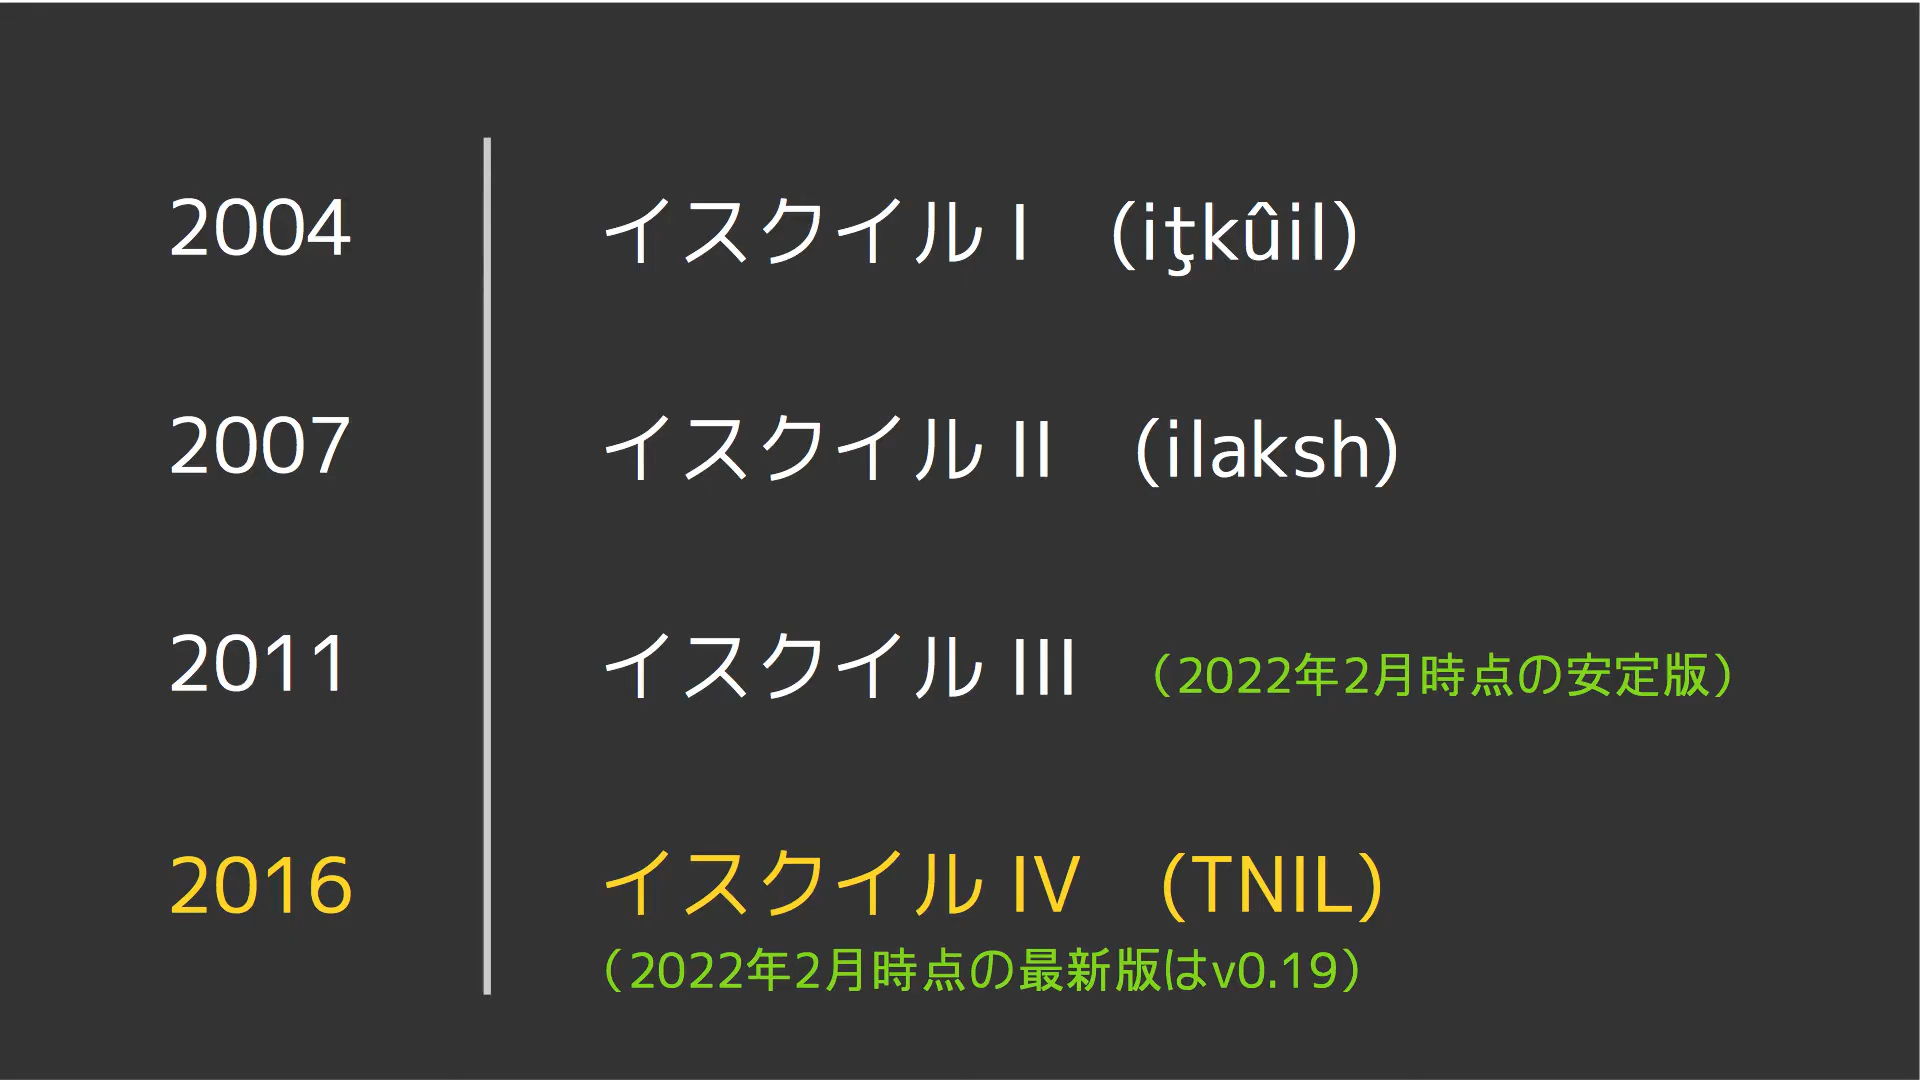 2004 イスクイル I (iţkûil)
2007 イスクイル II (ilaksh)
2011 イスクイル III （2022年2月時点の安定版）
2016 イスクイル IV (TNIL)
（2022年2月時点の最新版はv0.19）